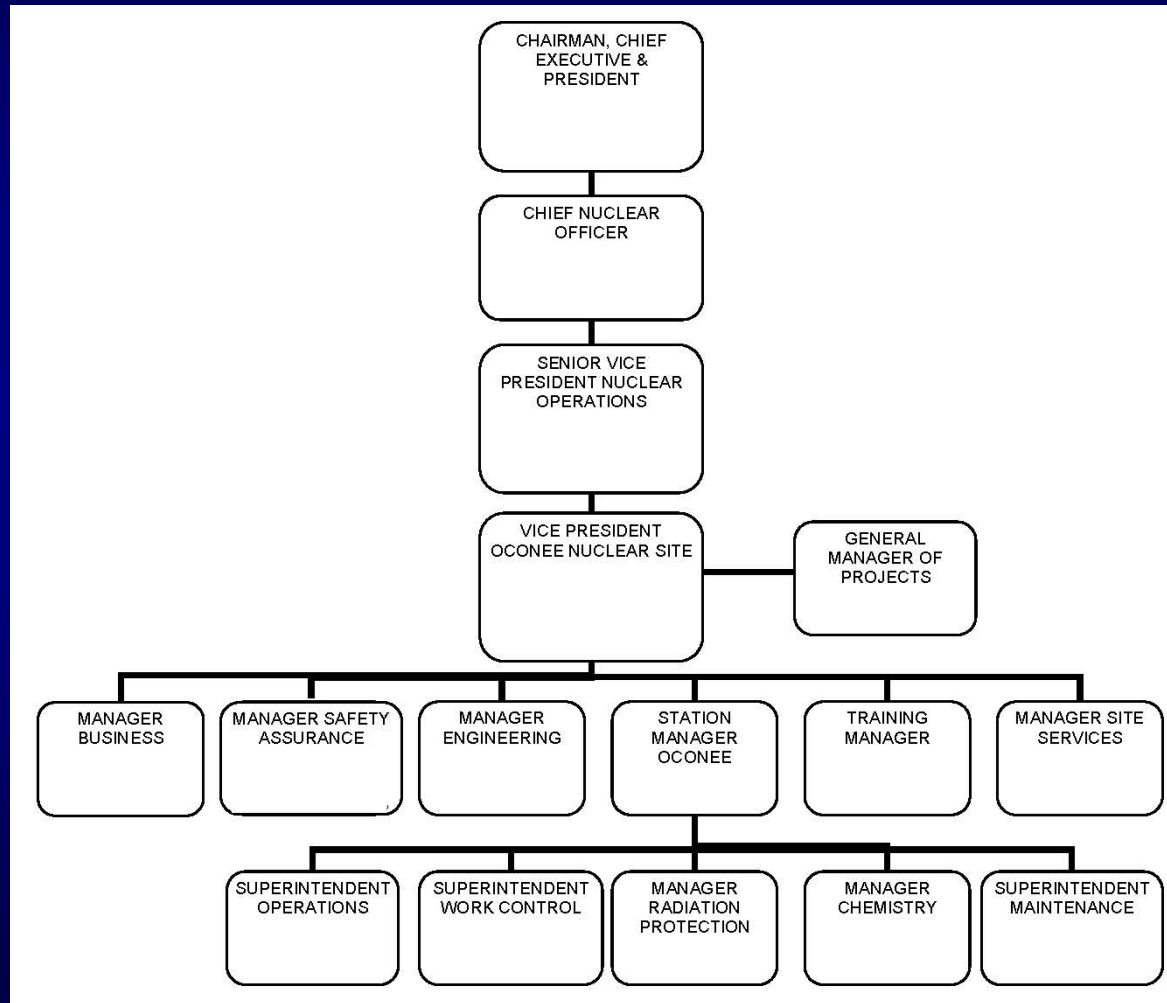 CHAIRMAN, CHIEF
EXECUTIVE &
PRESIDENT
CHIEF NUCLEAR
OFFICER
SENIOR VICE
PRESIDENT NUCLEAR
OPERATIONS
VICE PRESIDENT
OCONEE NUCLEAR SITE
GENERAL
MANAGER OF
PROJECTS
MANAGER
BUSINESS
MANAGER SAFETY
ASSURANCE
MANAGER
ENGINEERING
STATION
MANAGER
OCONEE
TRAINING
MANAGER
MANAGER SITE
SERVICES
SUPERINTENDENT
OPERATIONS
SUPERINTENDENT
WORK CONTROL
MANAGER
RADIATION
PROTECTION
MANAGER
CHEMISTRY
SUPERINTENDENT
MAINTENANCE